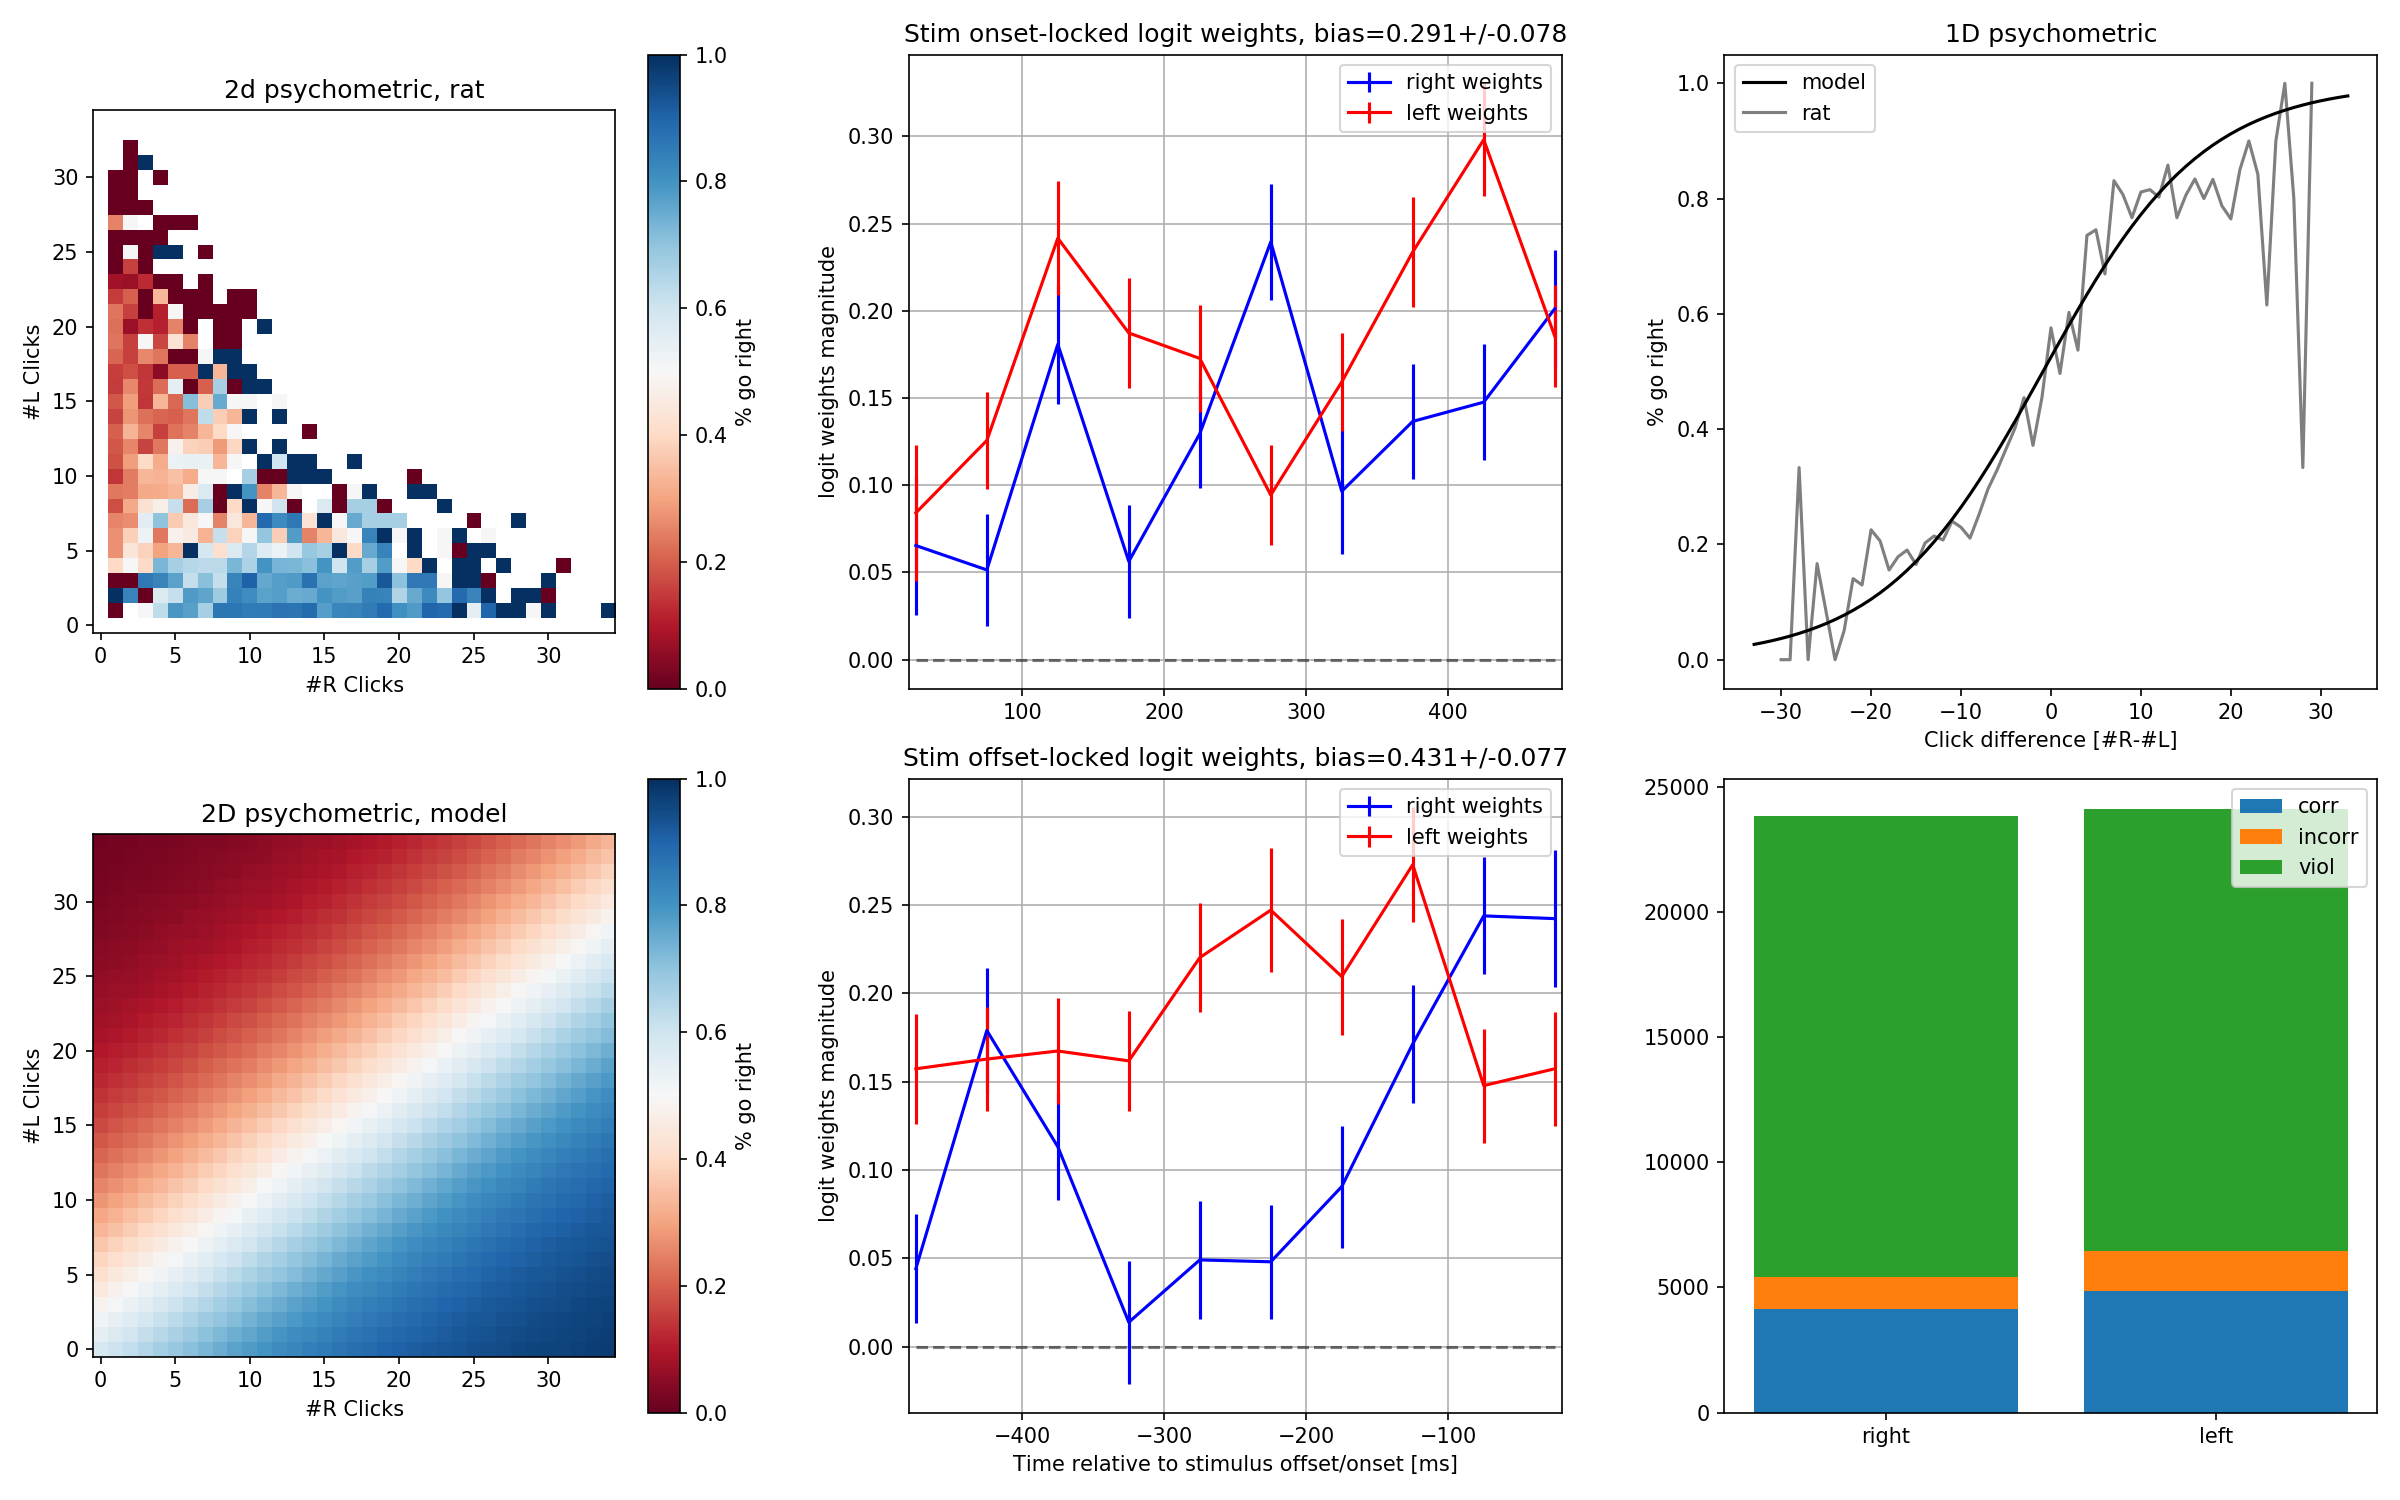 2d psychometric, rat
#L Clicks
30
25
20
15
10
5
0
0 5 10 15 20 25 30
#R Clicks
1.0
0.8
0.6
0.4
0.2
0.0
% go right
Stim onset-locked logit weights, bias=0.291+/-0.078
right weights
left weights
logit weights magnitude
0.30
0.25
0.20
0.15
0.10
0.05
0.00
100 200 300 400
1D psychometric
model
rat
% go right
1.0
0.8
0.6
0.4
0.2
0.0
−30 −20 −10 0 10 20 30
Click difference [#R-#L]
2D psychometric, model
#L Clicks
30
25
20
15
10
5
0
0 5 10 15 20 25 30
#R Clicks
1.0
0.8
0.6
0.4
0.2
0.0
% go right
Stim offset-locked logit weights, bias=0.431+/-0.077
right weights
left weights
logit weights magnitude
0.30
0.25
0.20
0.15
0.10
0.05
0.00
−400 −300 −200 −100
Time relative to stimulus offset/onset [ms]
corr
incorr
viol
25000
20000
15000
10000
5000
0
right left